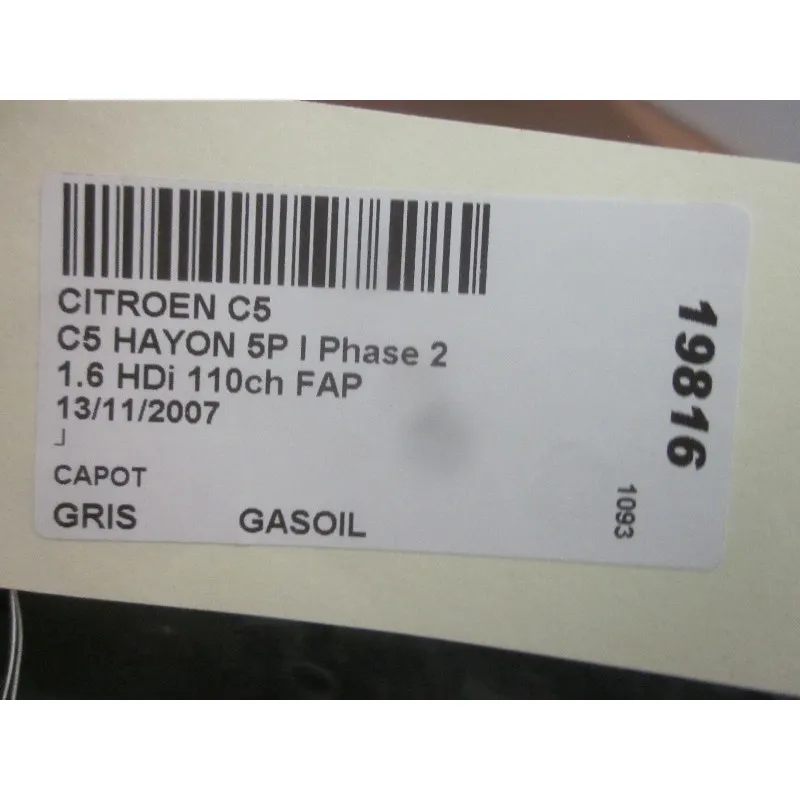 CITROEN C5
C5 HAYON 5P I Phase 2
1.6 HDi 110ch FAP
13/11/2007
CAPOT
GRIS GASOIL
19816
1093